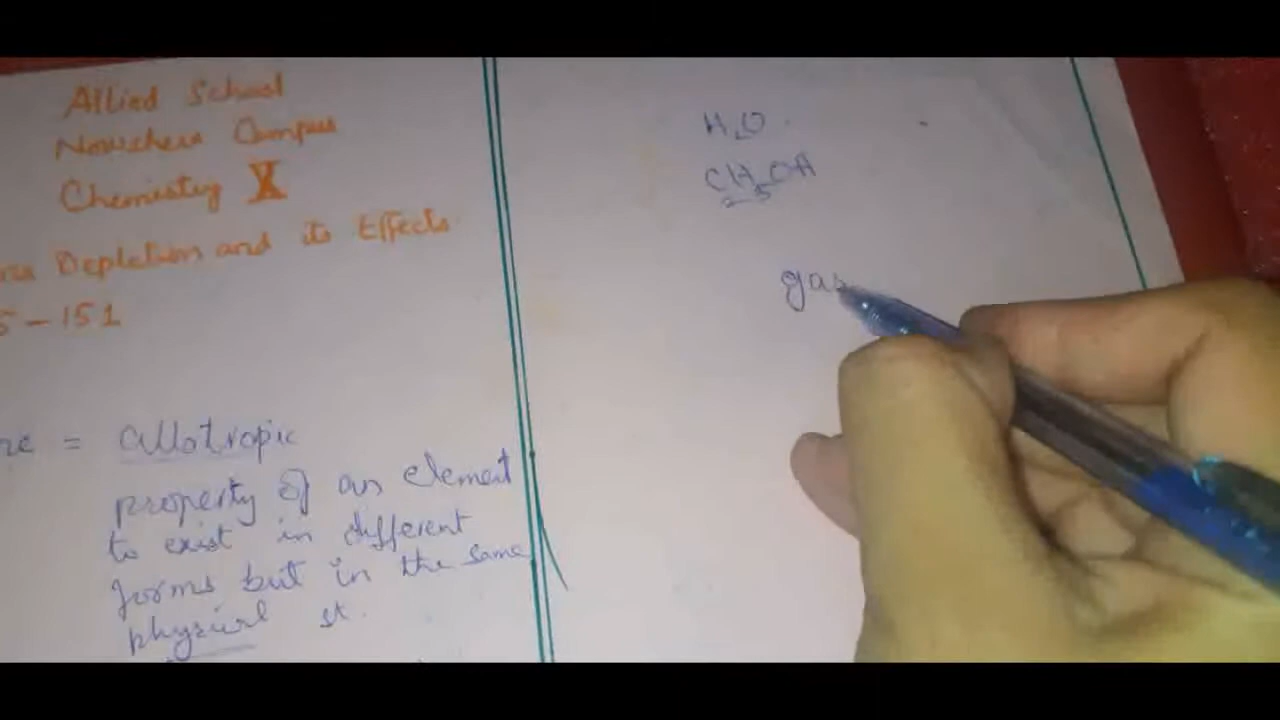 Allied School
Nowshera Campus
Chemistry X
Depletion and its Effects
5-151
= allotropic
property of an element
to exist in different
forms but in the same
physical st.
H2O
C2H5OH
gas